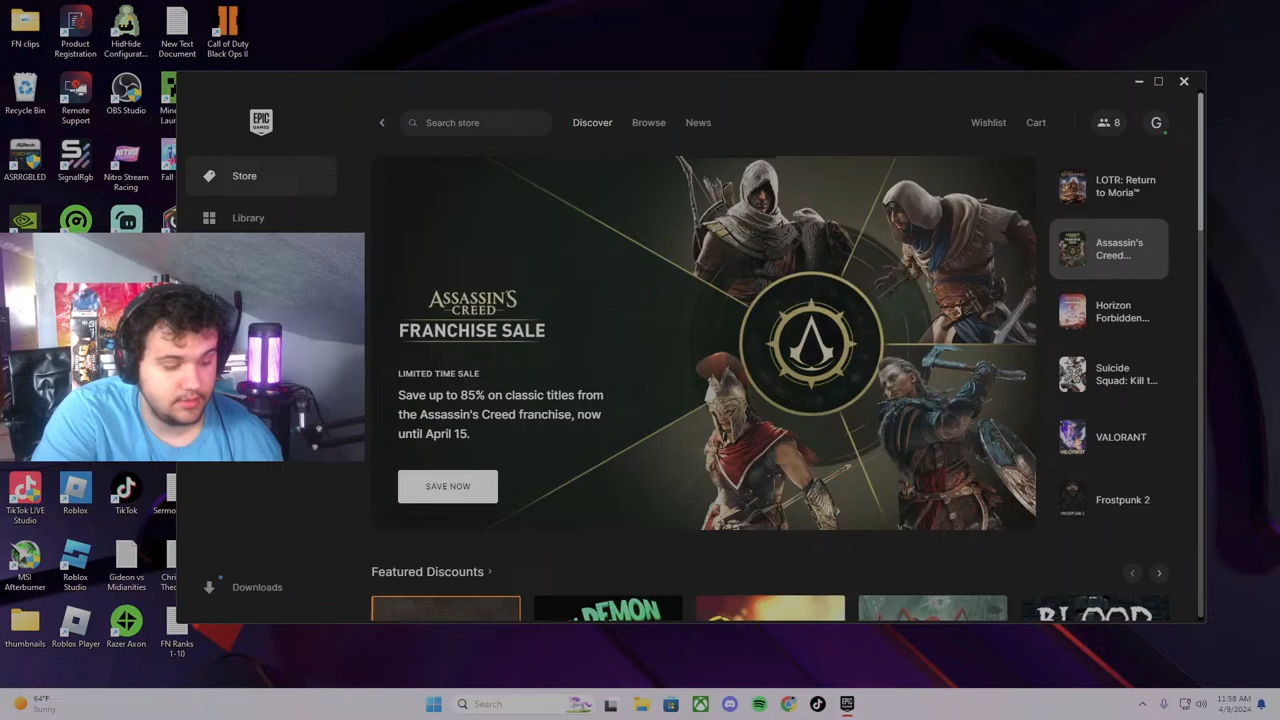 FN clips
Product
Registration
HidHide
Configurat...
New Text
Document
Call of Duty
Black Ops II
Recycle Bin
Remote
Support
OBS Studio
ASRRGBLED
SignalRgb
Nitro Stream
Racing
TikTok LIVE
Studio
Roblox
TikTok
MSI
Afterburner
Roblox
Studio
Gideon vs
Midianities
thumbnails
Roblox Player
Razer Axon
FN Ranks
1-10
EPIC
GAMES
Search store
Discover
Browse
News
Wishlist
Cart
8
G
Store
Library
Downloads
ASSASSIN'S
CREED
FRANCHISE SALE
LIMITED TIME SALE
Save up to 85% on classic titles from
the Assassin's Creed franchise, now
until April 15.
SAVE NOW
LOTR: Return
to Moria™
Assassin's
Creed...
Horizon
Forbidden...
Suicide
Squad: Kill t...
VALORANT
Frostpunk 2
Featured Discounts
DEMON
BLOOD
64°F
Sunny
Search
11:58 AM
4/9/2024